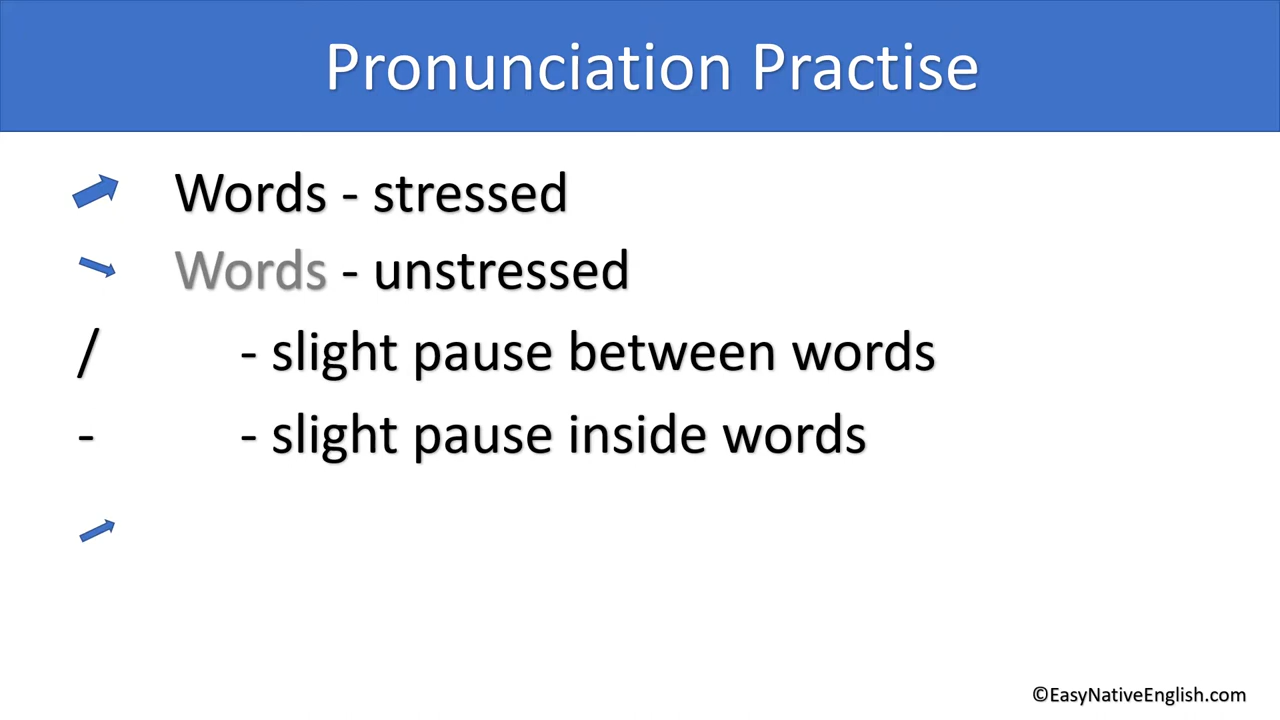 Pronunciation Practise
Words - stressed
Words - unstressed
/ - slight pause between words
- - slight pause inside words
©EasyNativeEnglish.com